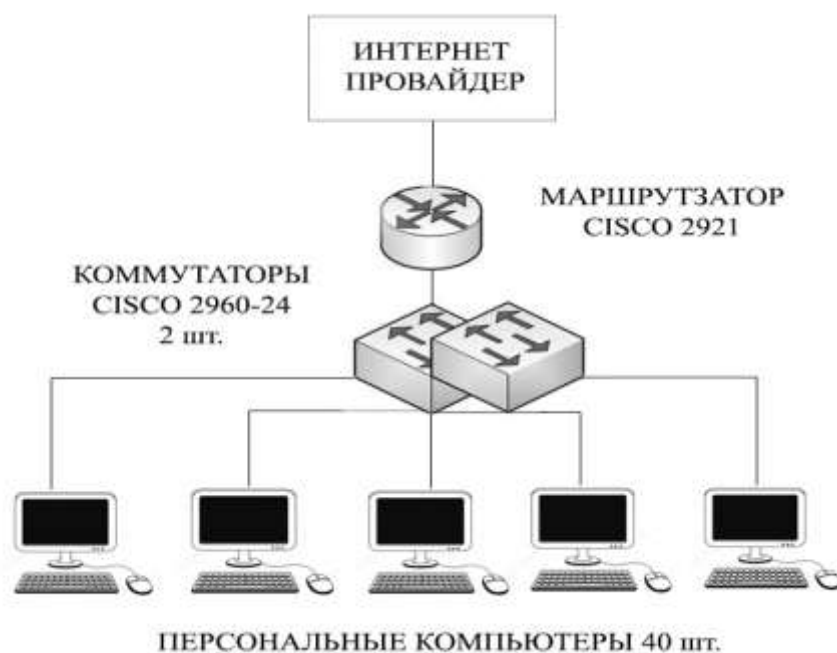 ИНТЕРНЕТ
ПРОВАЙДЕР
МАРШРУТЗАТОР
CISCO 2921
КОММУТАТОРЫ
CISCO 2960-24
2 шт.
ПЕРСОНАЛЬНЫЕ КОМПЬЮТЕРЫ 40 шт.